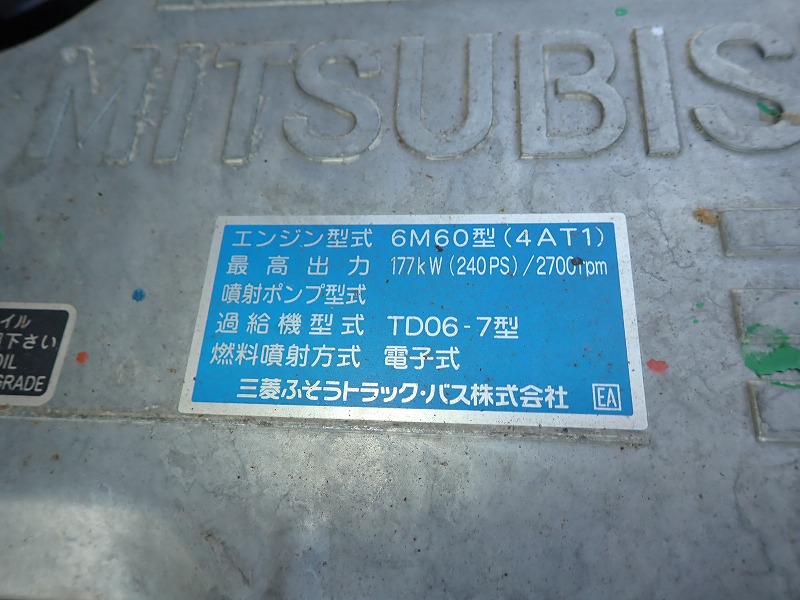 MITSUBIS
エンジン型式 6M60型(4AT1)
最高出力 177kW(240PS)/2700rpm
噴射ポンプ型式
過給機型式 TD06-7型
燃料噴射方式 電子式
三菱ふそうトラック・バス株式会社 EA
イル
下さい
OIL
GRADE